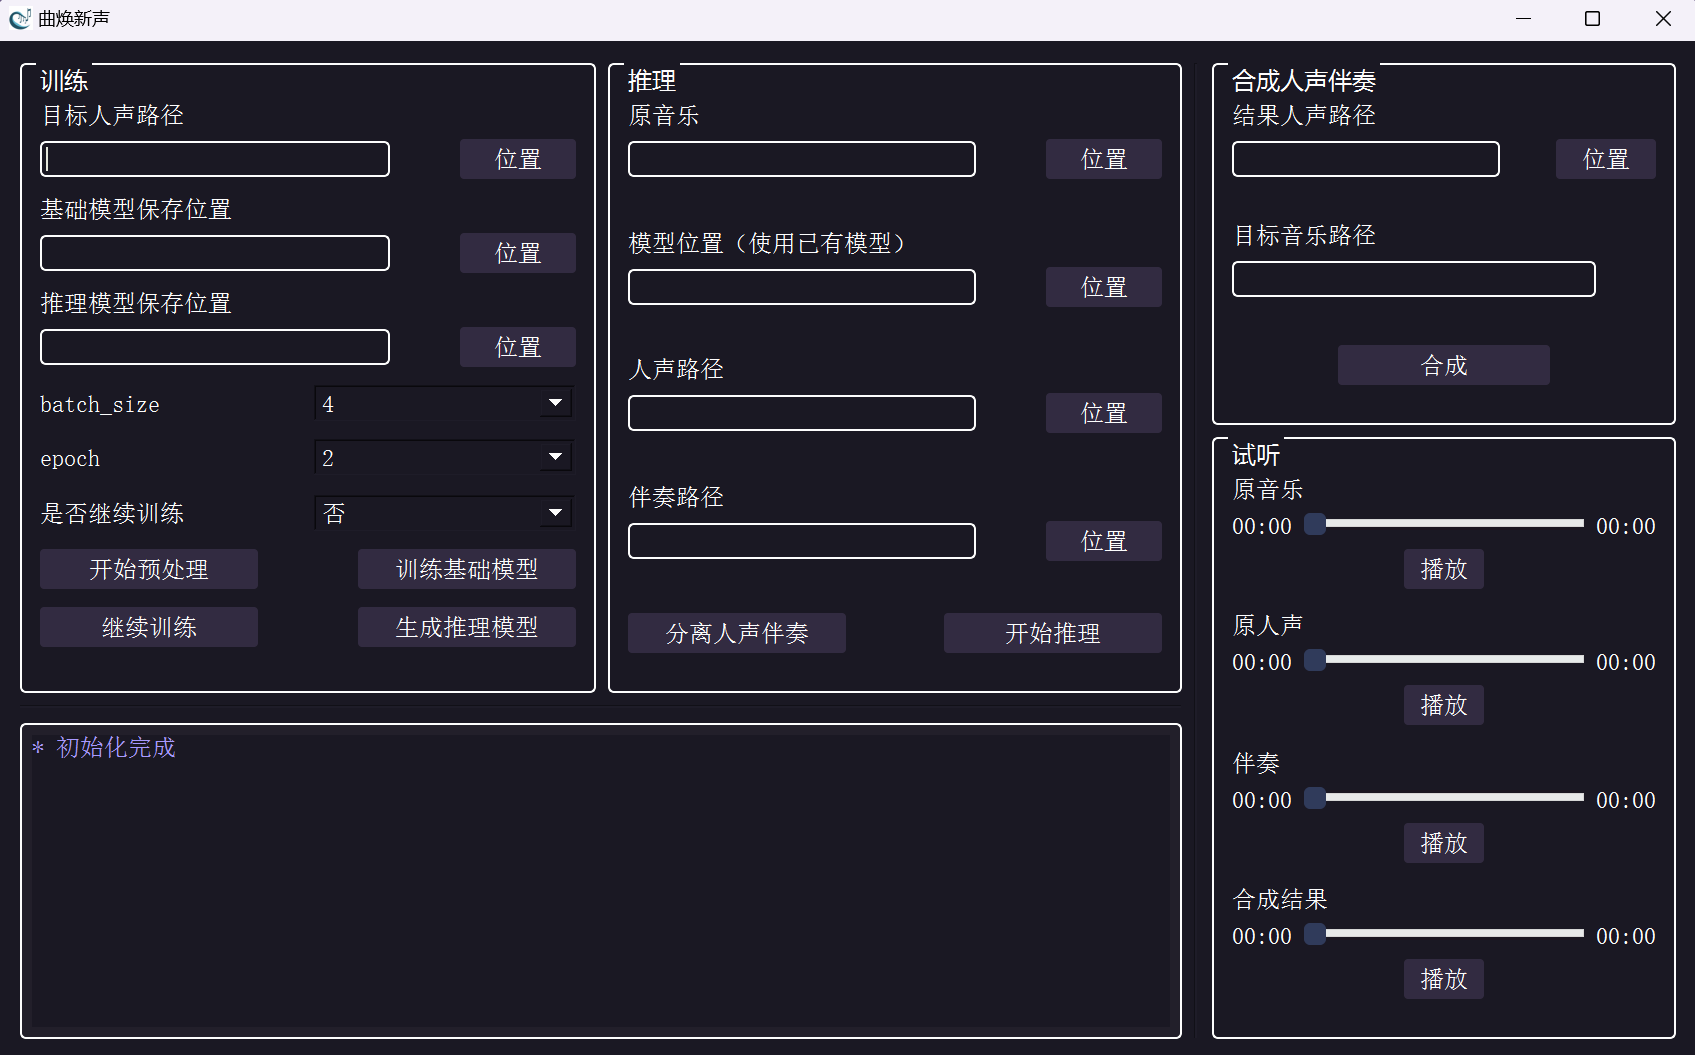 曲焕新声
训练
目标人声路径
位置
基础模型保存位置
位置
推理模型保存位置
位置
batch_size 4
epoch 2
是否继续训练 否
开始预处理 训练基础模型
继续训练 生成推理模型
推理
原音乐
位置
模型位置（使用已有模型）
位置
人声路径
位置
伴奏路径
位置
分离人声伴奏 开始推理
合成人声伴奏
结果人声路径
位置
目标音乐路径
合成
试听
原音乐
00:00 00:00
播放
原人声
00:00 00:00
播放
伴奏
00:00 00:00
播放
合成结果
00:00 00:00
播放
* 初始化完成